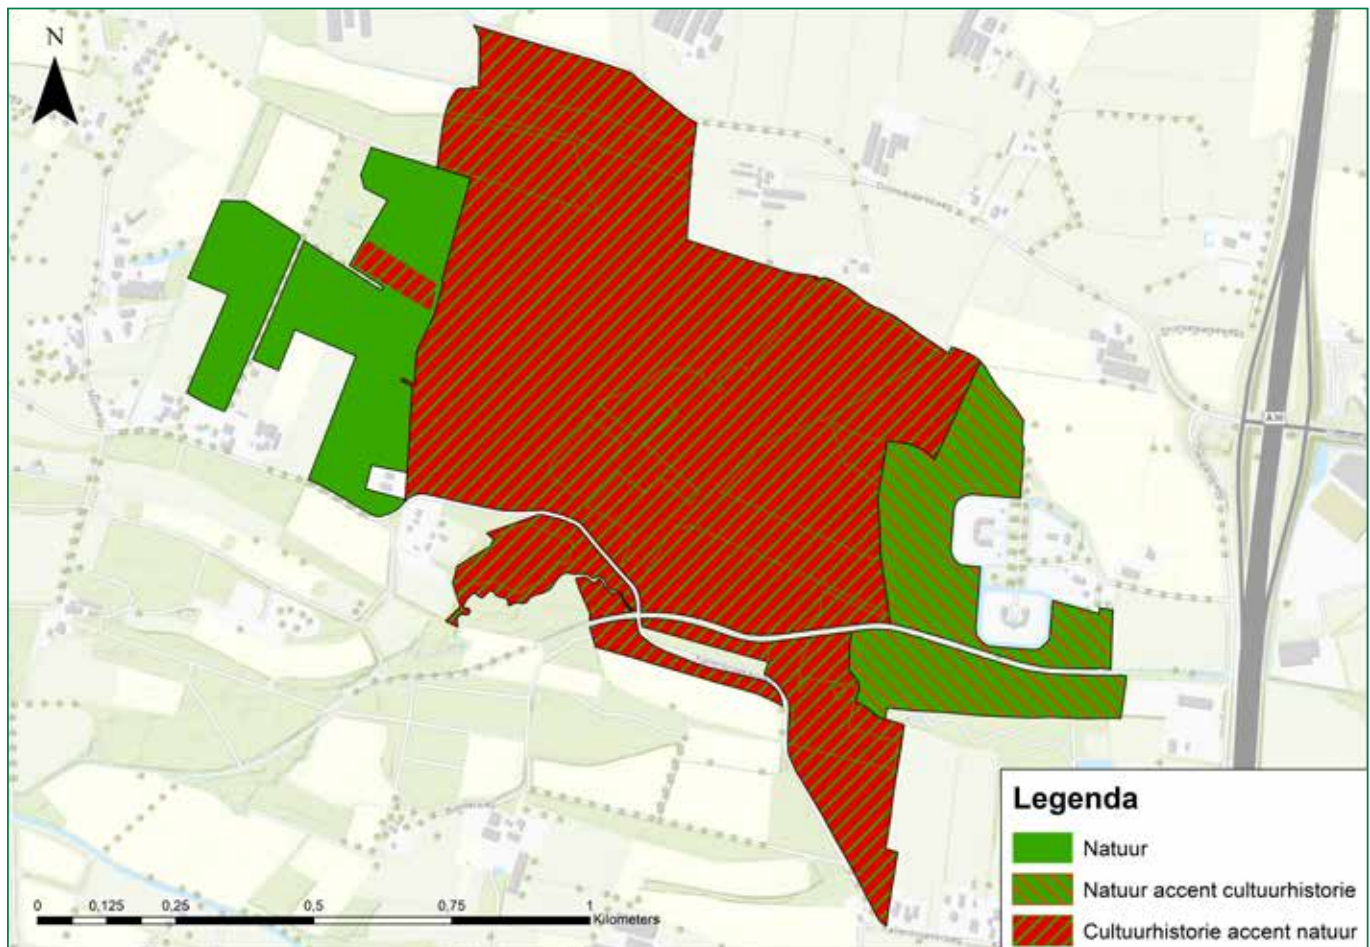 N
A30
Legenda
Natuur
Natuur accent cultuurhistorie
Cultuurhistorie accent natuur
0 0,125 0,25 0,5 0,75 1
Kilometers